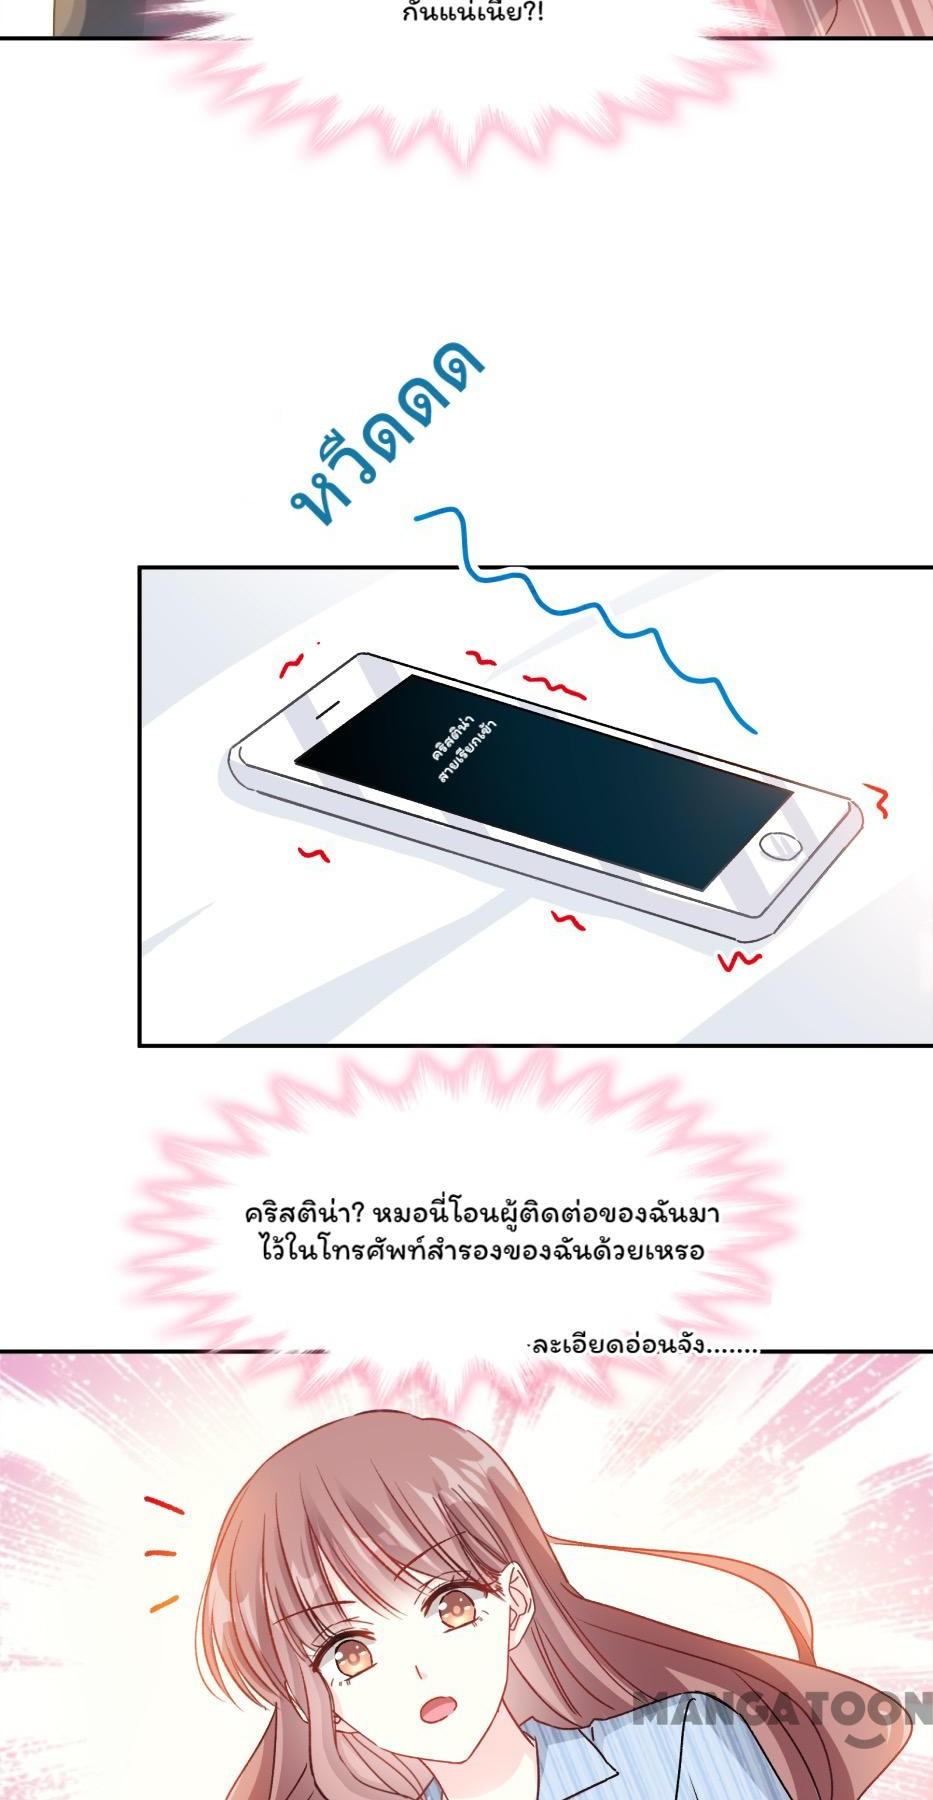 กันแน่เนี่ย?!
หวืดดด
คริสติน่า
สายเรียกเข้า
คริสติน่า? หมอนี่โอนผู้ติดต่อของฉันมา
ไว้ในโทรศัพท์สำรองของฉันด้วยเหรอ
ละเอียดอ่อนจัง.......
MANGATOON